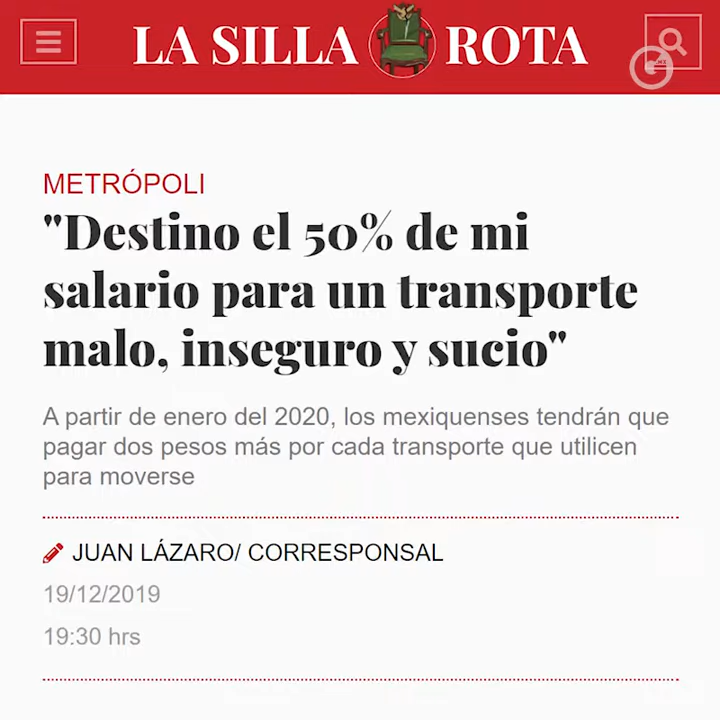 LA SILLA ROTA
METRÓPOLI
"Destino el 50% de mi
salario para un transporte
malo, inseguro y sucio"
A partir de enero del 2020, los mexiquenses tendrán que
pagar dos pesos más por cada transporte que utilicen
para moverse
JUAN LÁZARO/ CORRESPONSAL
19/12/2019
19:30 hrs